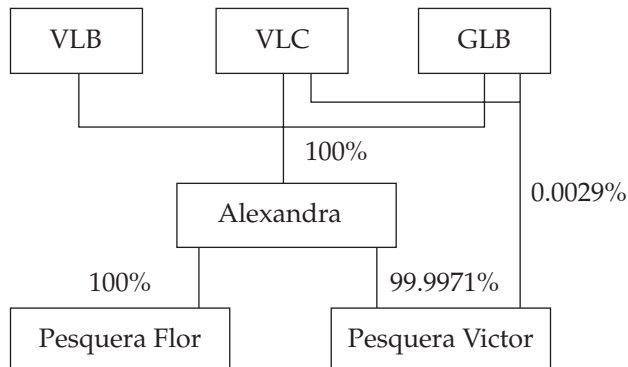 VLB
VLC
GLB
100%
0.0029%
Alexandra
100%
99.9971%
Pesquera Flor
Pesquera Victor